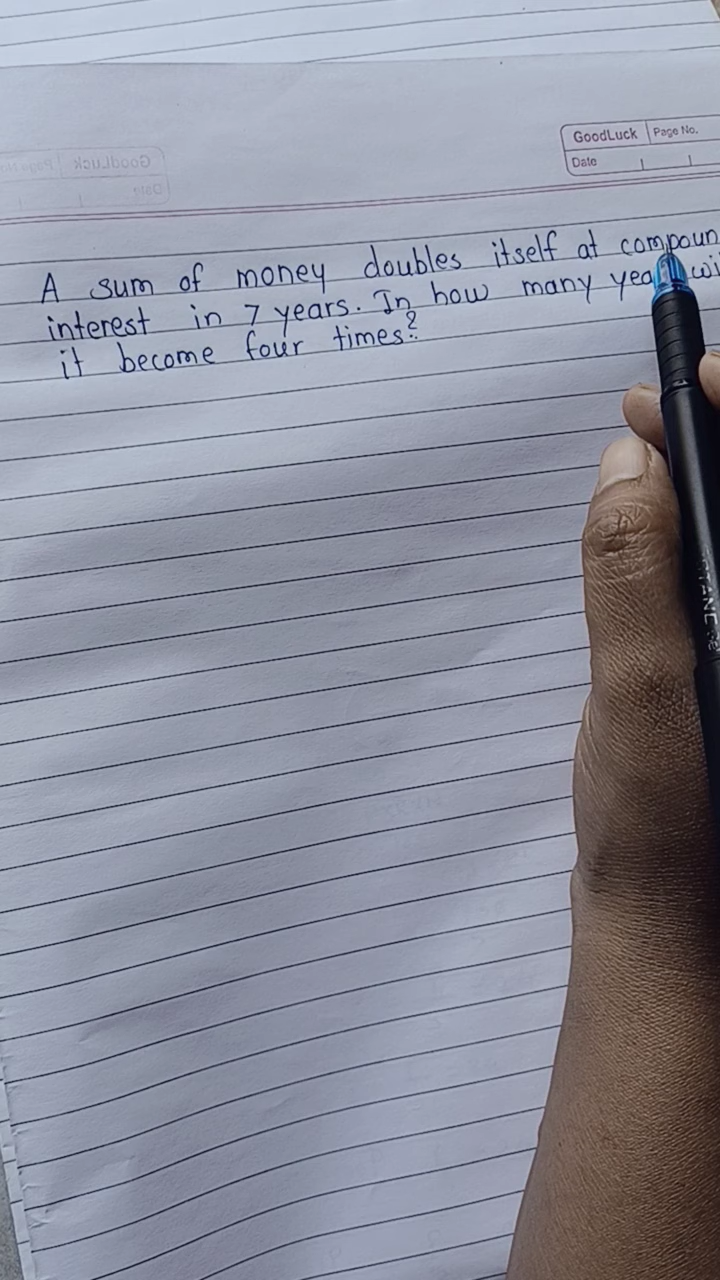 GoodLuck Page No.
Date
A sum of money doubles itself at compoun
interest in 7 years. In how many wi
it become four times?